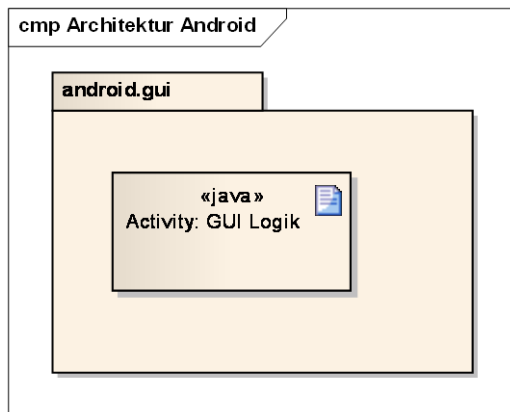 cmp Architektur Android
android.gui
«java»
Activity: GUI Logik